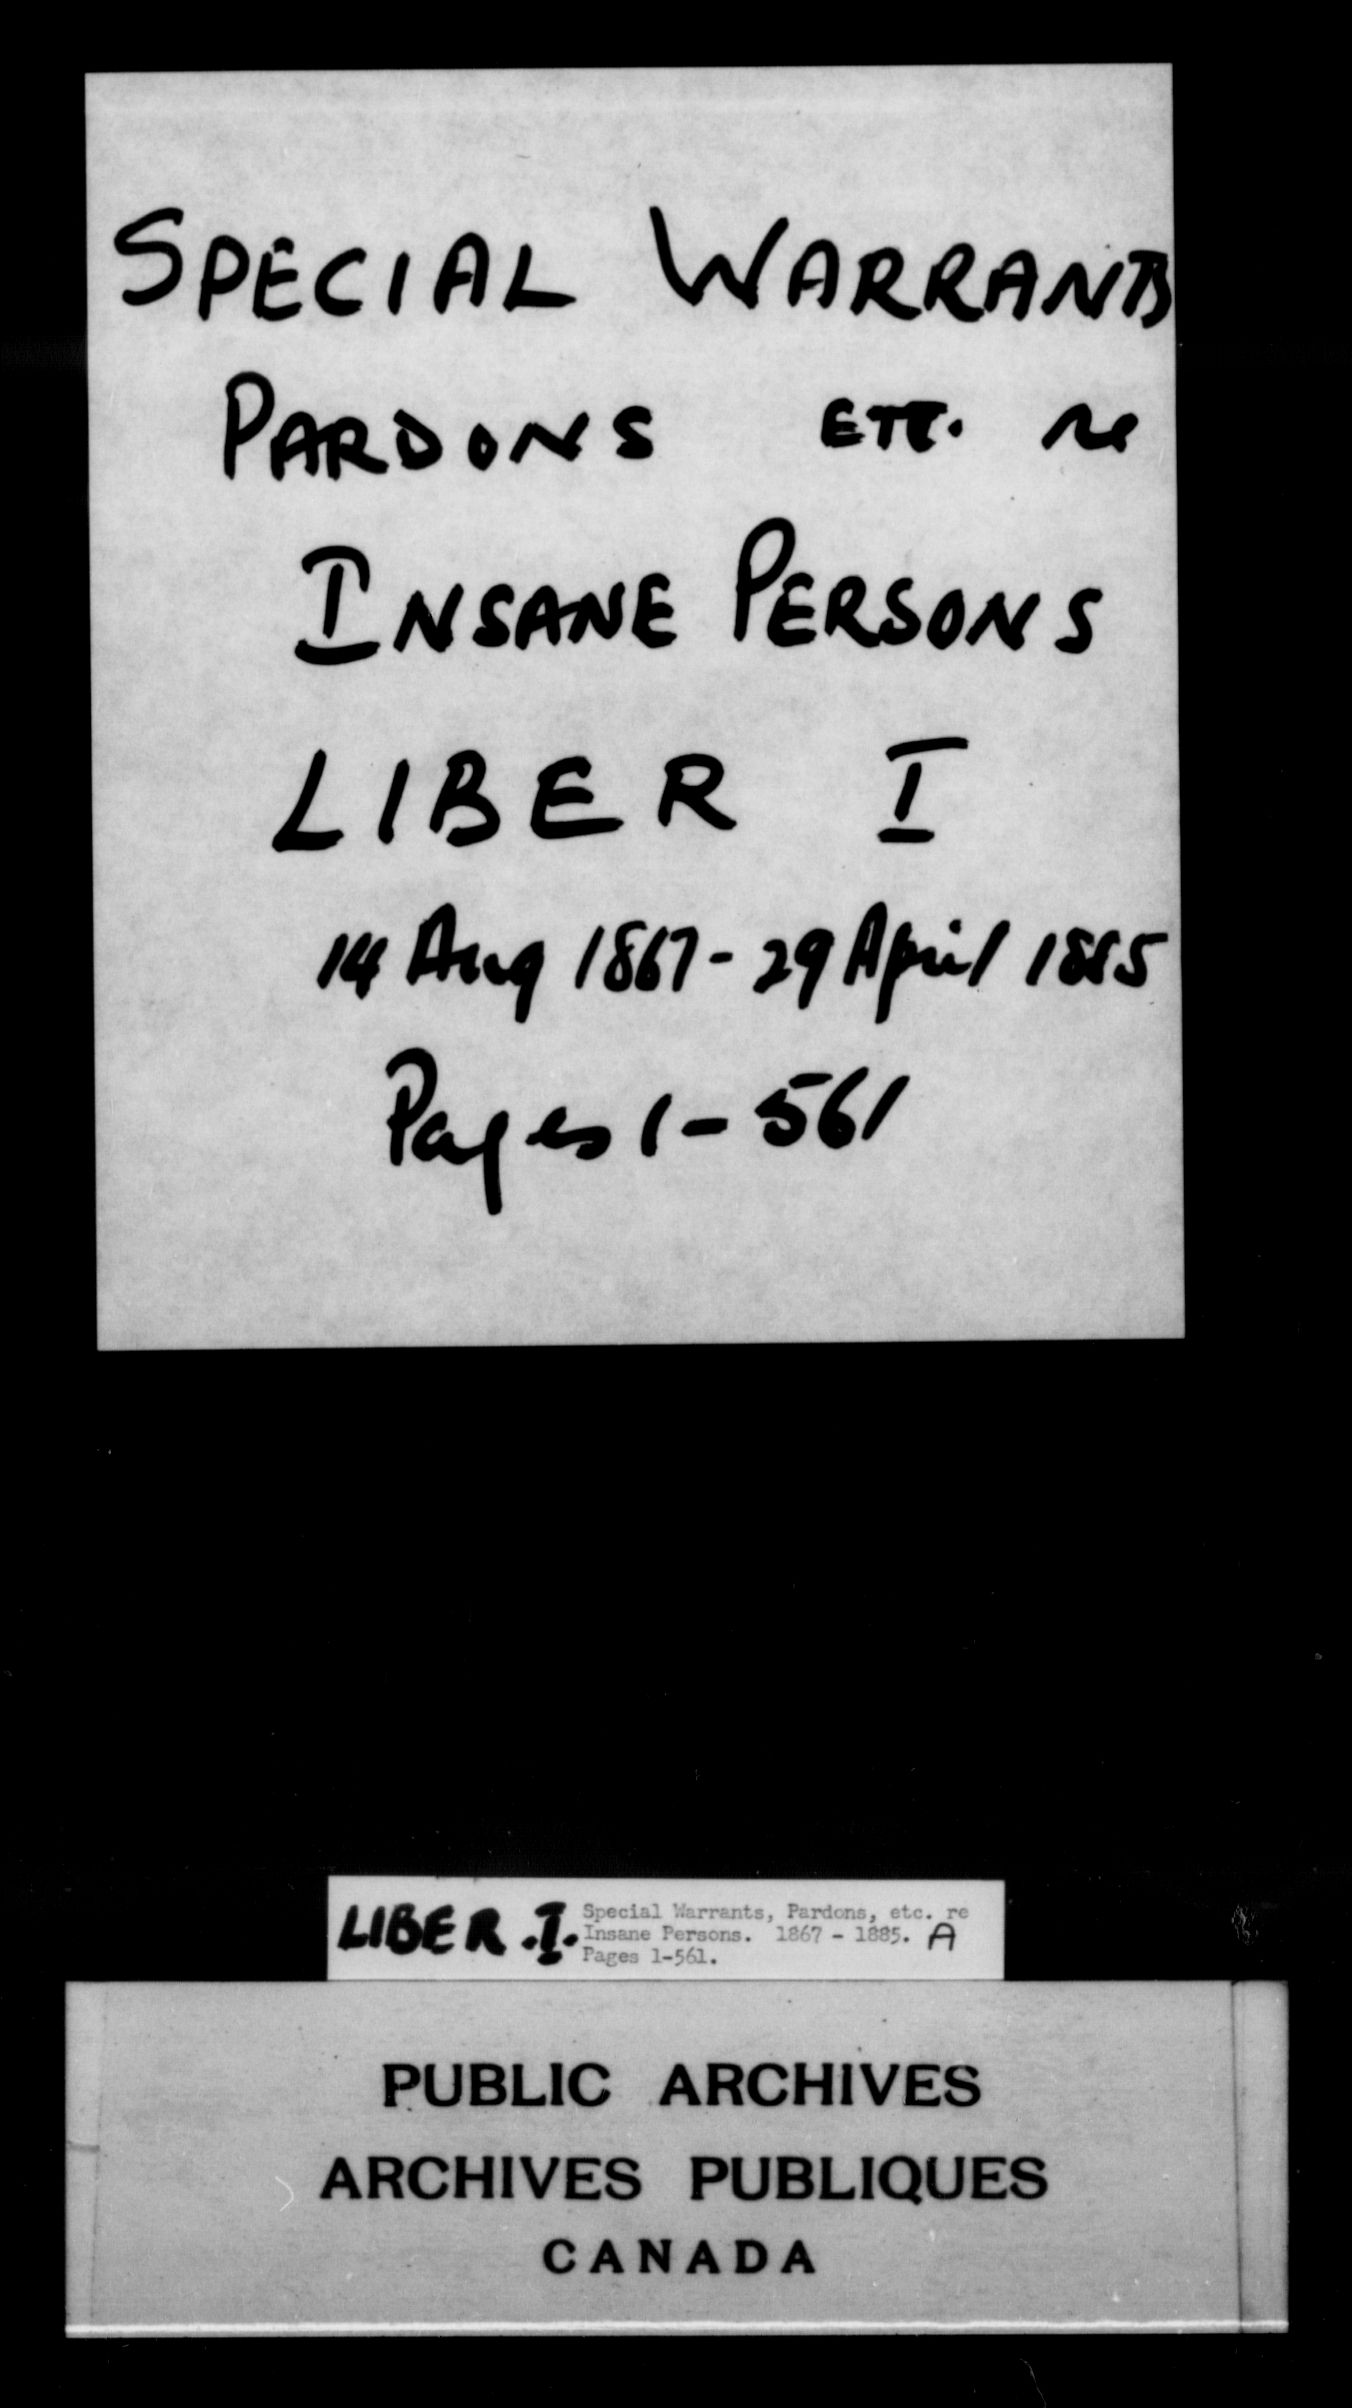 SPECIAL WARRANTS
PARDONS ETC. re
INSANE PERSONS
LIBER I
14 Aug 1867 - 29 April 1885
Pages 1 - 561
LIBER .I.
Special Warrants, Pardons, etc. re
Insane Persons. 1867 - 1885. A
Pages 1-561.
PUBLIC ARCHIVES
ARCHIVES PUBLIQUES
CANADA